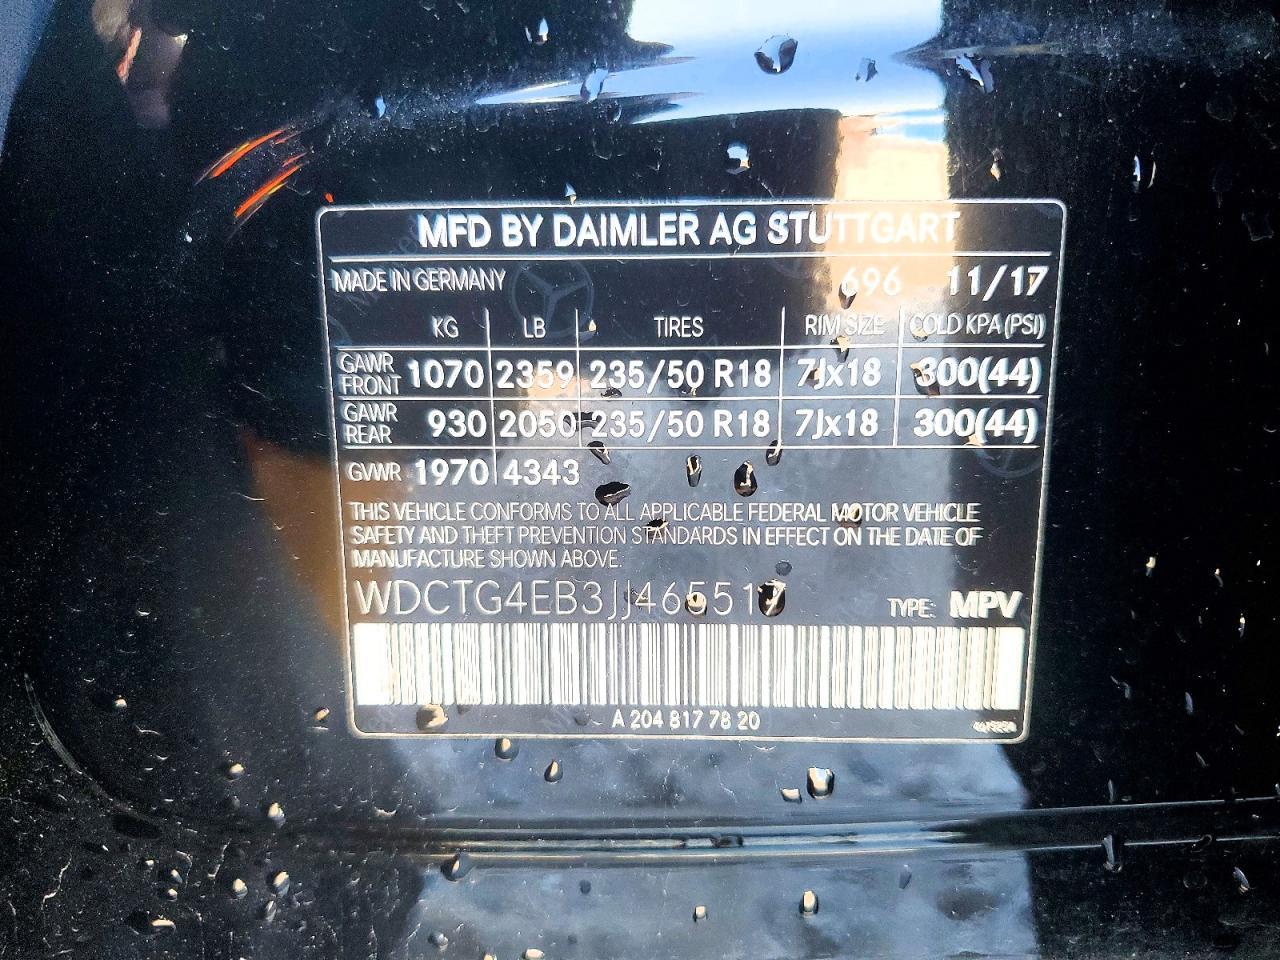 MFD BY DAIMLER AG STUTTGART
MADE IN GERMANY 696 11/17
KG LB TIRES RIM SIZE COLD KPA (PSI)
GAWR FRONT 1070 2359 235/50 R18 7Jx18 300(44)
GAWR REAR 930 2050 235/50 R18 7Jx18 300(44)
GVWR 1970 4343
THIS VEHICLE CONFORMS TO ALL APPLICABLE FEDERAL MOTOR VEHICLE
SAFETY AND THEFT PREVENTION STANDARDS IN EFFECT ON THE DATE OF
MANUFACTURE SHOWN ABOVE.
WDCTG4EB3JJ465517 TYPE: MPV
A 204 817 78 20